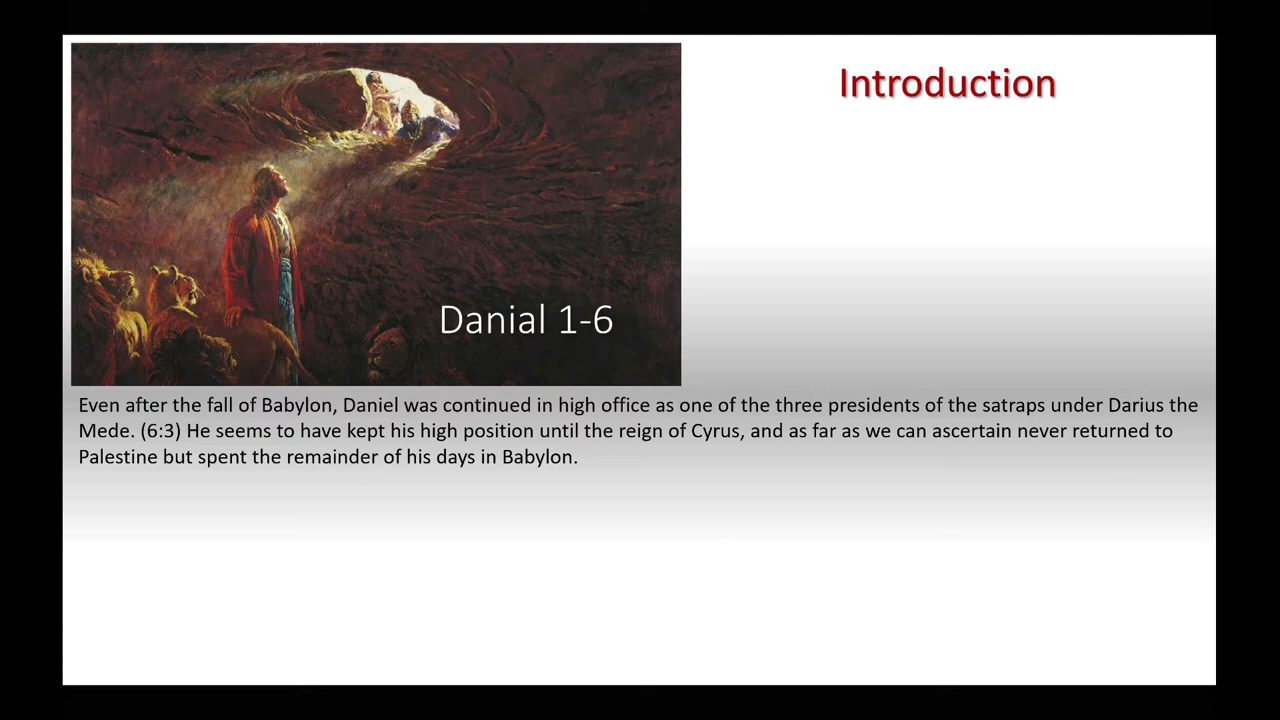 Introduction
Danial 1-6
Even after the fall of Babylon, Daniel was continued in high office as one of the three presidents of the satraps under Darius the
Mede. (6:3) He seems to have kept his high position until the reign of Cyrus, and as far as we can ascertain never returned to
Palestine but spent the remainder of his days in Babylon.